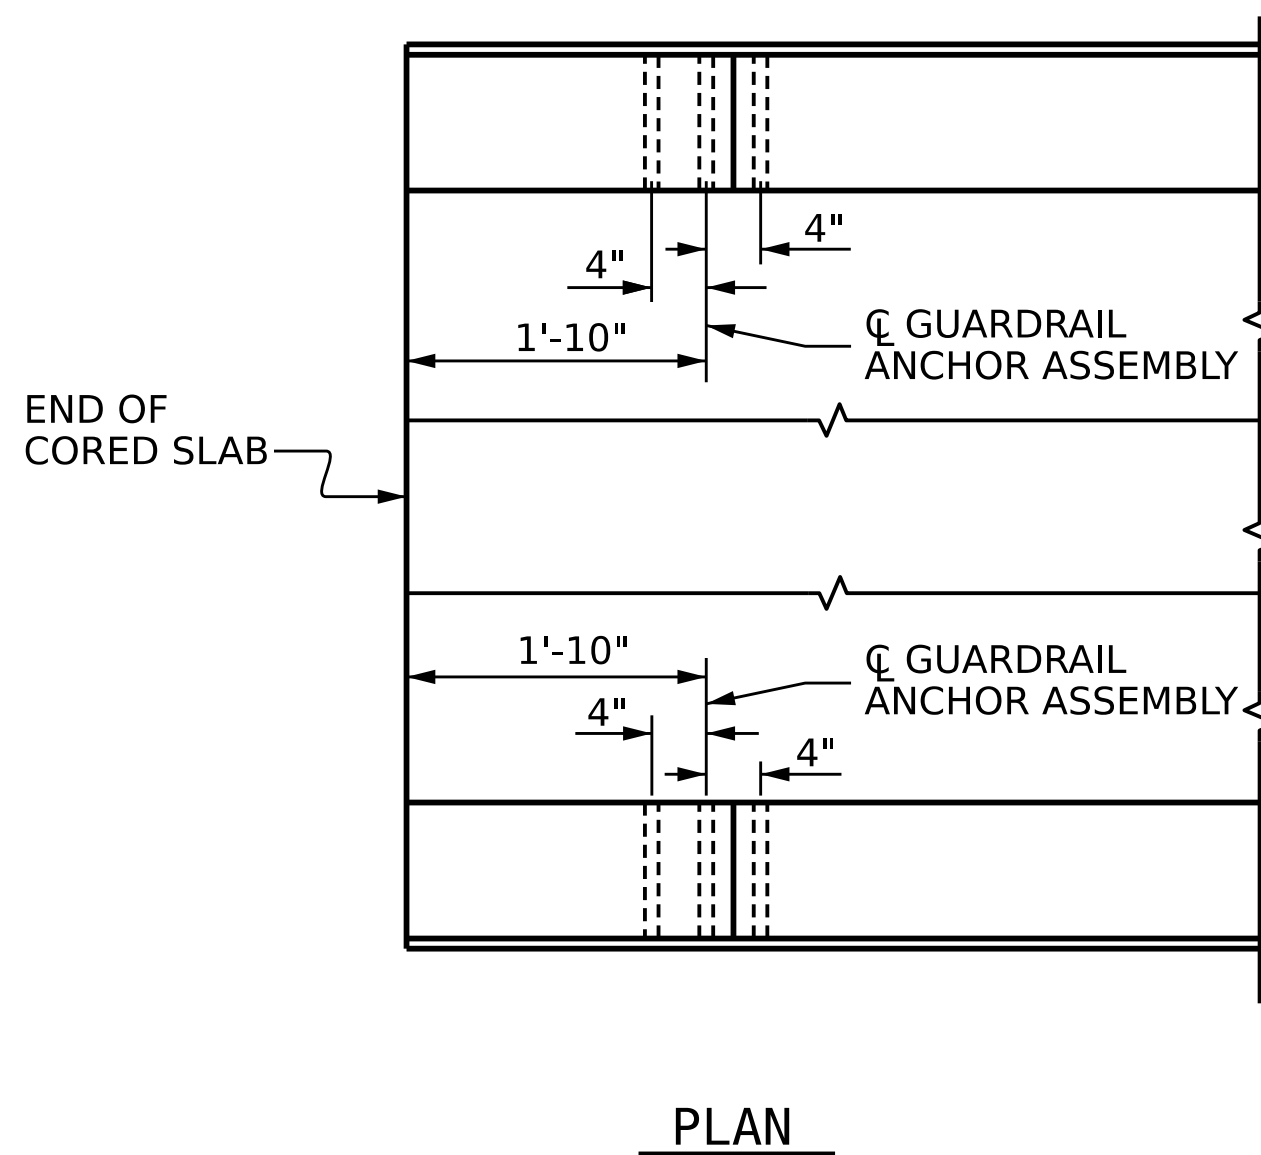 4"
4"
℄ GUARDRAIL
ANCHOR ASSEMBLY
1'-10"
END OF
CORED SLAB
1'-10"
℄ GUARDRAIL
ANCHOR ASSEMBLY
4"
4"
PLAN